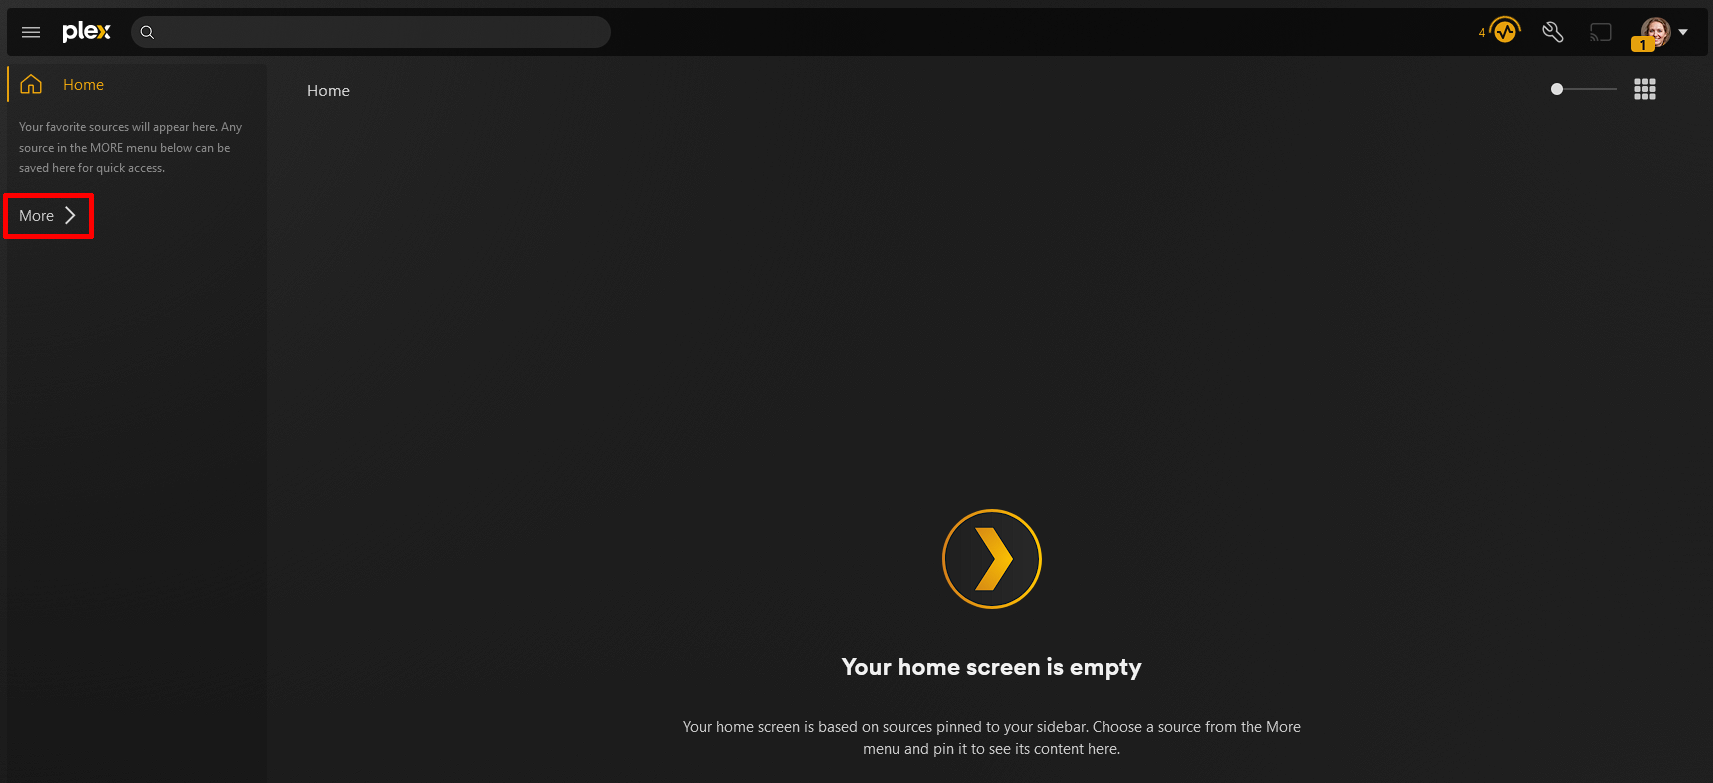 plex
4
1
Home
Your favorite sources will appear here. Any
source in the MORE menu below can be
saved here for quick access.
More
Home
Your home screen is empty
Your home screen is based on sources pinned to your sidebar. Choose a source from the More
menu and pin it to see its content here.